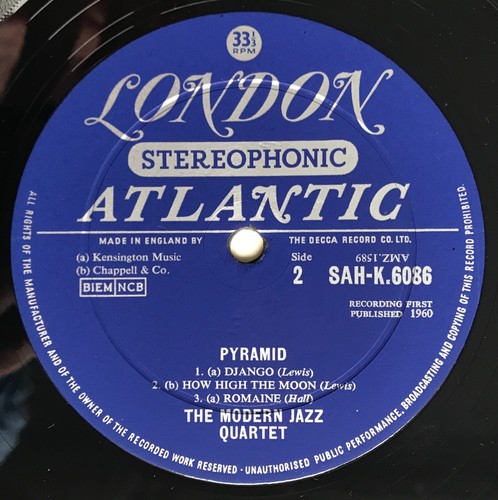 33⅓
RPM
LONDON
STEREOPHONIC
ATLANTIC
MADE IN ENGLAND BY THE DECCA RECORD CO. LTD.
(a) Kensington Music
(b) Chappell & Co.
BIEM NCB
Side
2
SAH-K.6086
AMZ.1589
RECORDING FIRST
PUBLISHED 1960
PYRAMID
1. (a) DJANGO (Lewis)
2. (b) HOW HIGH THE MOON (Lewis)
3. (a) ROMAINE (Hall)
THE MODERN JAZZ
QUARTET
ALL RIGHTS OF THE MANUFACTURER AND OF THE OWNER OF THE RECORDED WORK RESERVED · UNAUTHORISED PUBLIC PERFORMANCE, BROADCASTING AND COPYING OF THIS RECORD PROHIBITED.